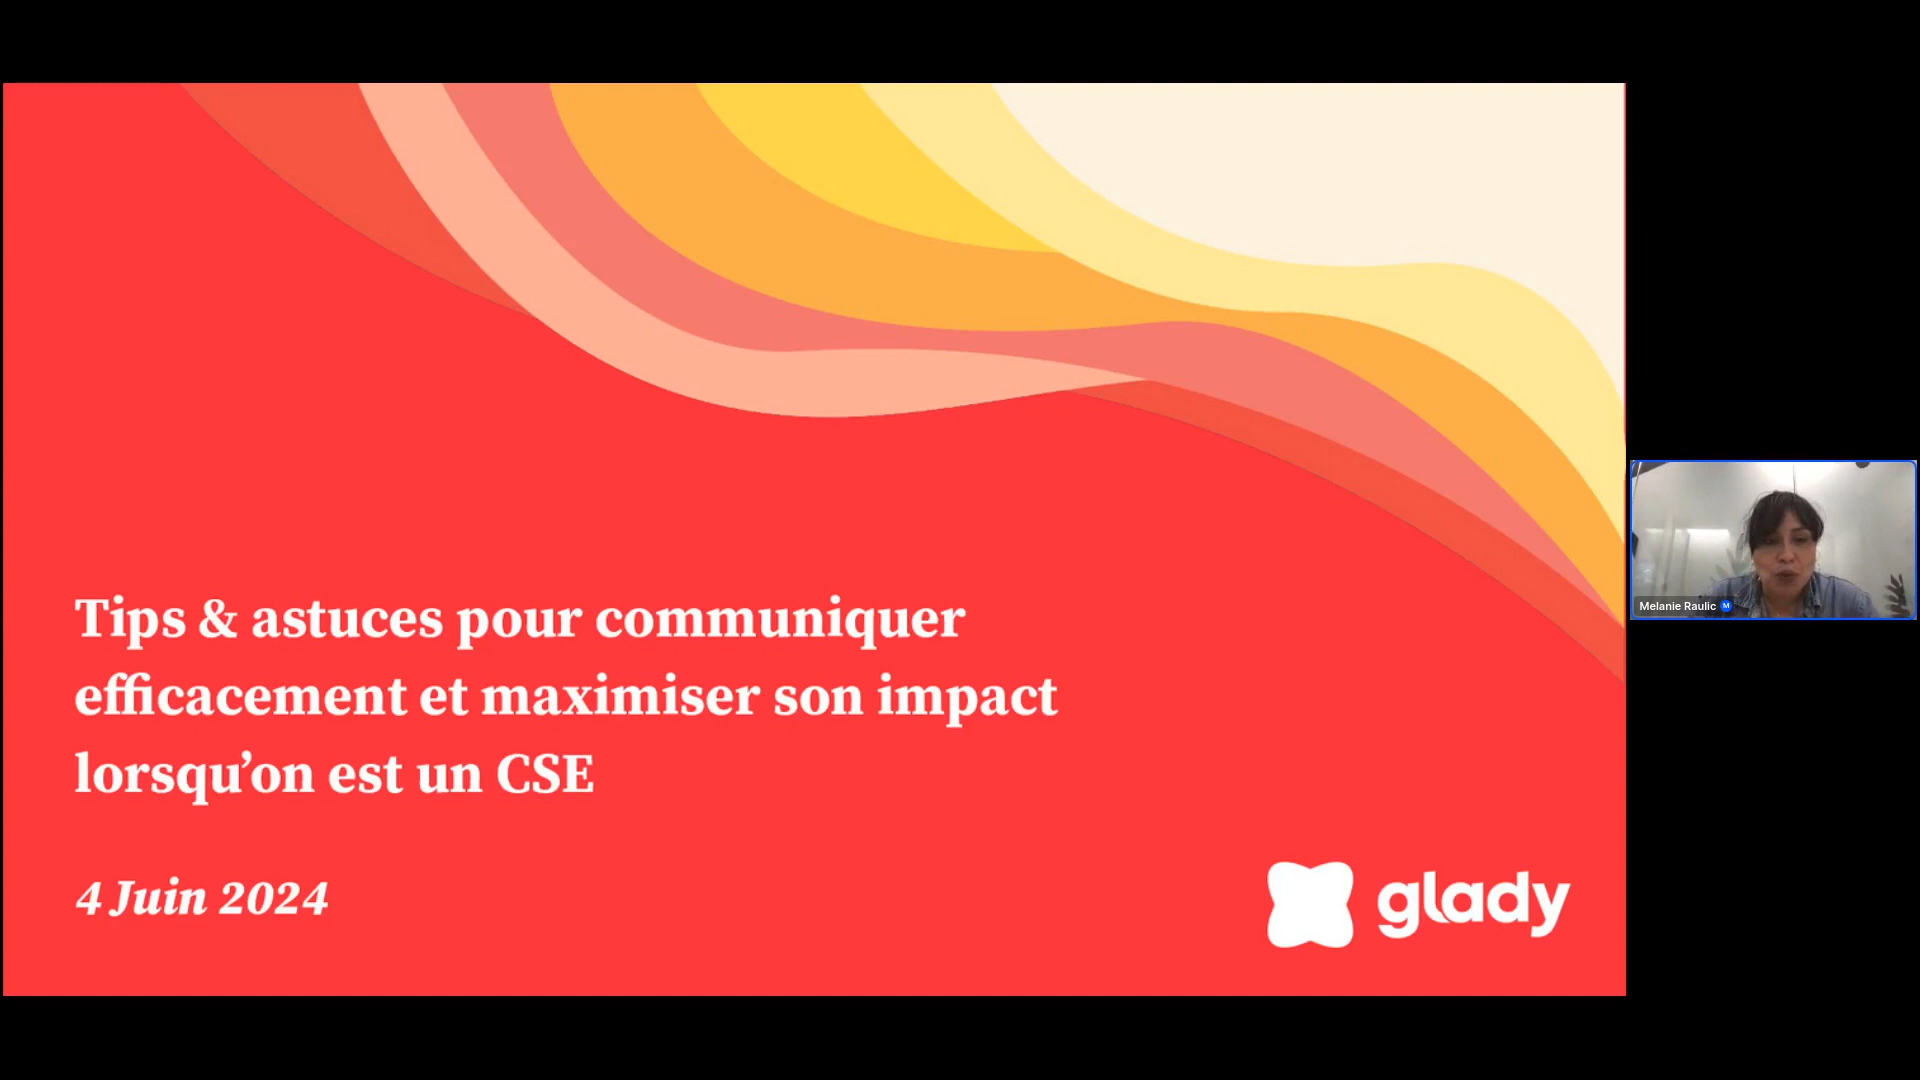 Tips & astuces pour communiquer
efficacement et maximiser son impact
lorsqu’on est un CSE
4 Juin 2024
glady
Melanie Raulic M